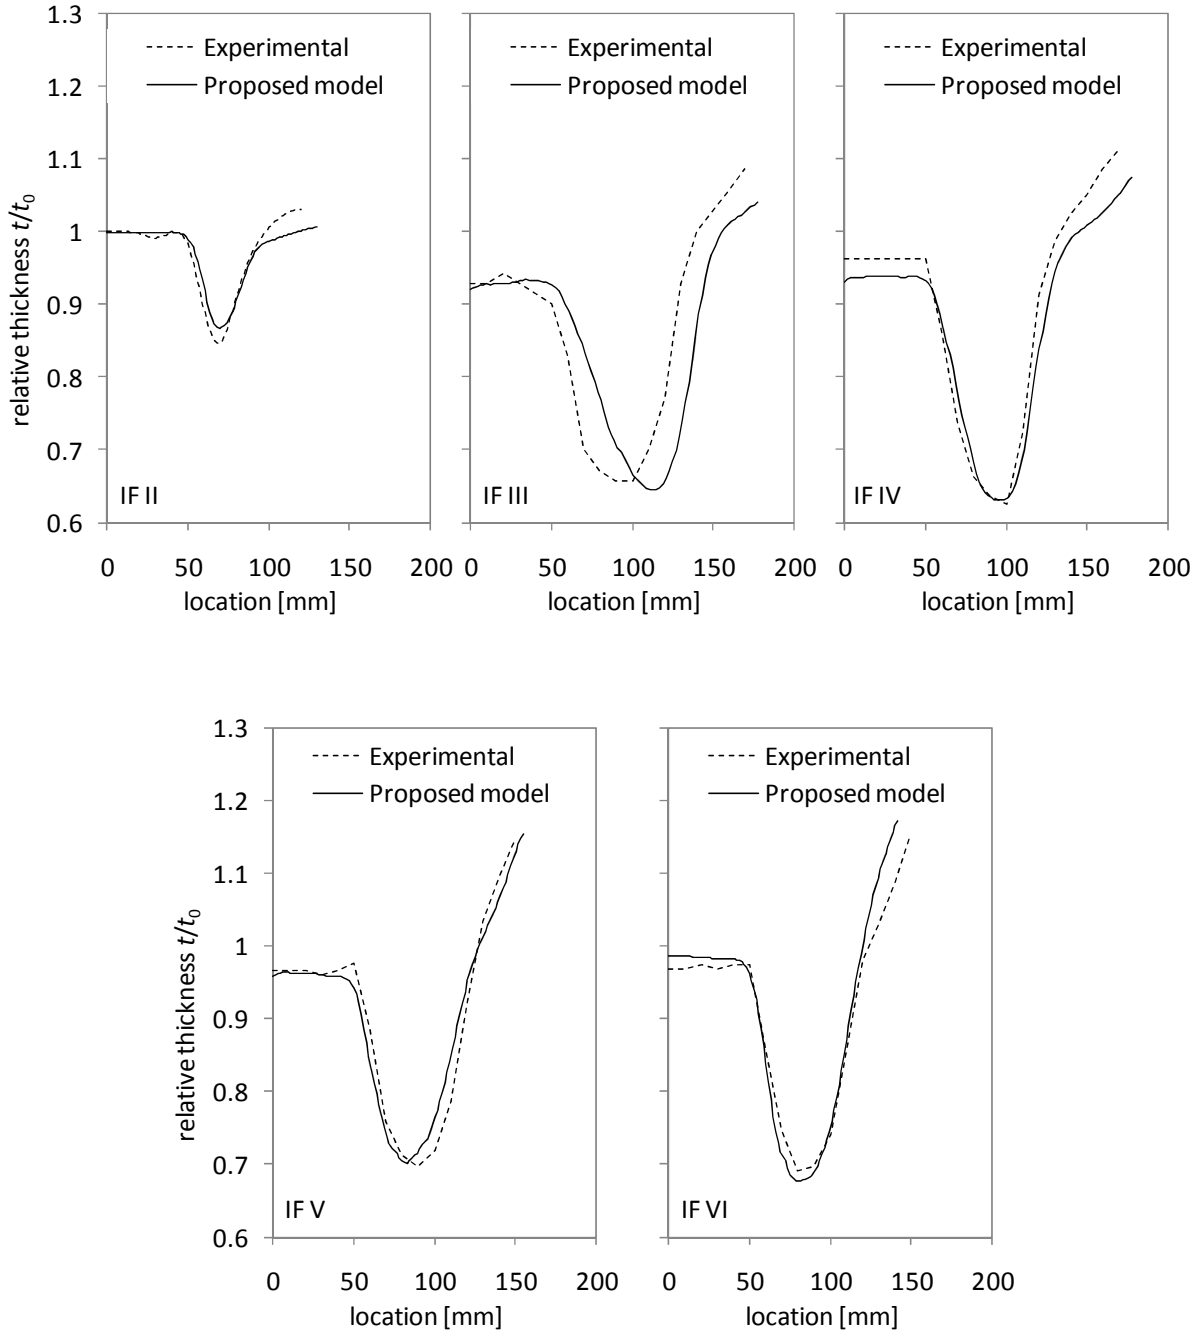 1.3
1.2
1.1
1
0.9
0.8
0.7
0.6
relative thickness t/t0
Experimental
Proposed model
IF II
0 50 100 150 200
location [mm]
Experimental
Proposed model
IF III
0 50 100 150 200
location [mm]
Experimental
Proposed model
IF IV
0 50 100 150 200
location [mm]
1.3
1.2
1.1
1
0.9
0.8
0.7
0.6
relative thickness t/t0
Experimental
Proposed model
IF V
0 50 100 150 200
location [mm]
Experimental
Proposed model
IF VI
0 50 100 150 200
location [mm]